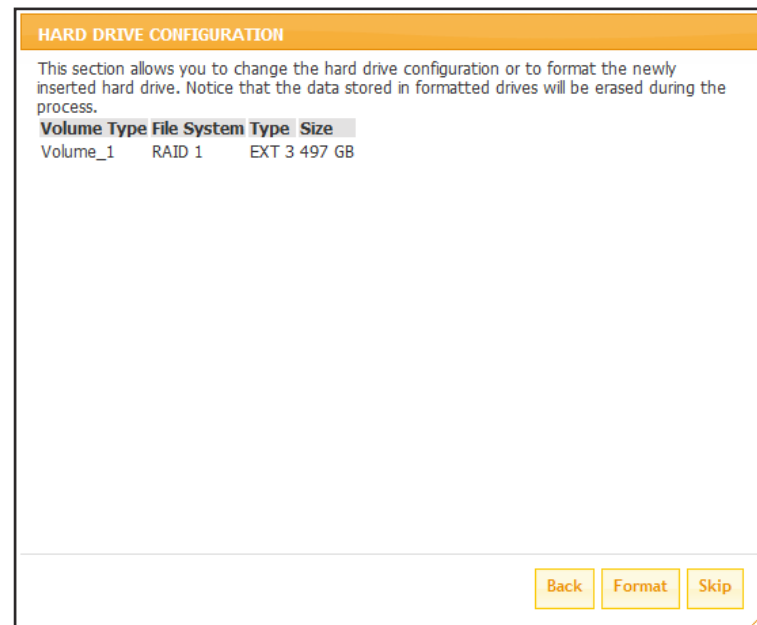 HARD DRIVE CONFIGURATION
This section allows you to change the hard drive configuration or to format the newly
inserted hard drive. Notice that the data stored in formatted drives will be erased during the
process.
Volume Type File System Type Size
Volume_1 RAID 1 EXT 3 497 GB
Back Format Skip